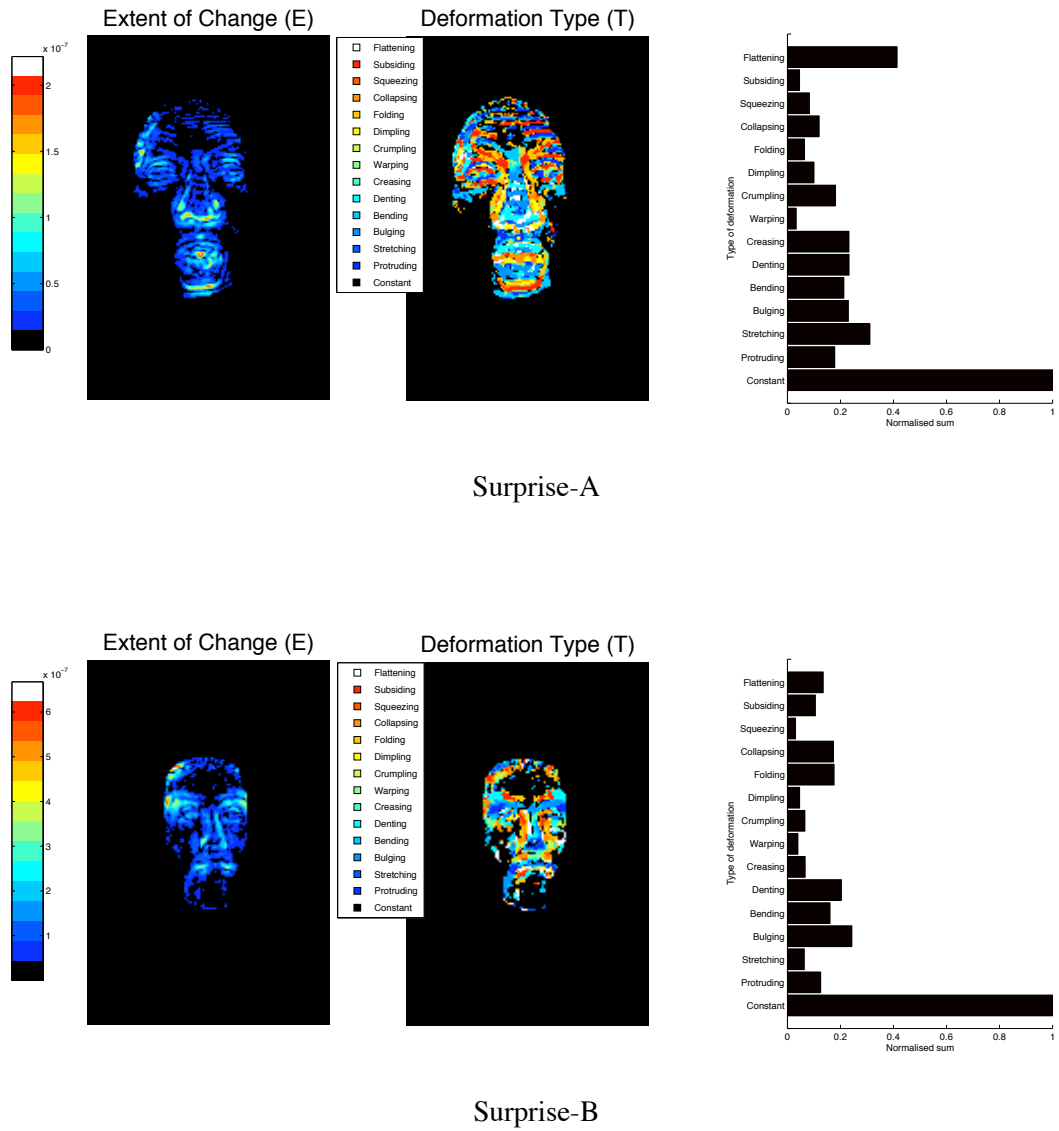 Extent of Change (E)
Deformation Type (T)
x 10⁻⁷
2
1.5
1
0.5
0
Flattening
Subsiding
Squeezing
Collapsing
Folding
Dimpling
Crumpling
Warping
Creasing
Denting
Bending
Bulging
Stretching
Protruding
Constant
Type of deformation
Flattening
Subsiding
Squeezing
Collapsing
Folding
Dimpling
Crumpling
Warping
Creasing
Denting
Bending
Bulging
Stretching
Protruding
Constant
0 0.2 0.4 0.6 0.8 1
Normalised sum
Surprise-A
Extent of Change (E)
Deformation Type (T)
x 10⁻⁷
6
5
4
3
2
1
Flattening
Subsiding
Squeezing
Collapsing
Folding
Dimpling
Crumpling
Warping
Creasing
Denting
Bending
Bulging
Stretching
Protruding
Constant
Type of deformation
Flattening
Subsiding
Squeezing
Collapsing
Folding
Dimpling
Crumpling
Warping
Creasing
Denting
Bending
Bulging
Stretching
Protruding
Constant
0 0.2 0.4 0.6 0.8 1
Normalised sum
Surprise-B